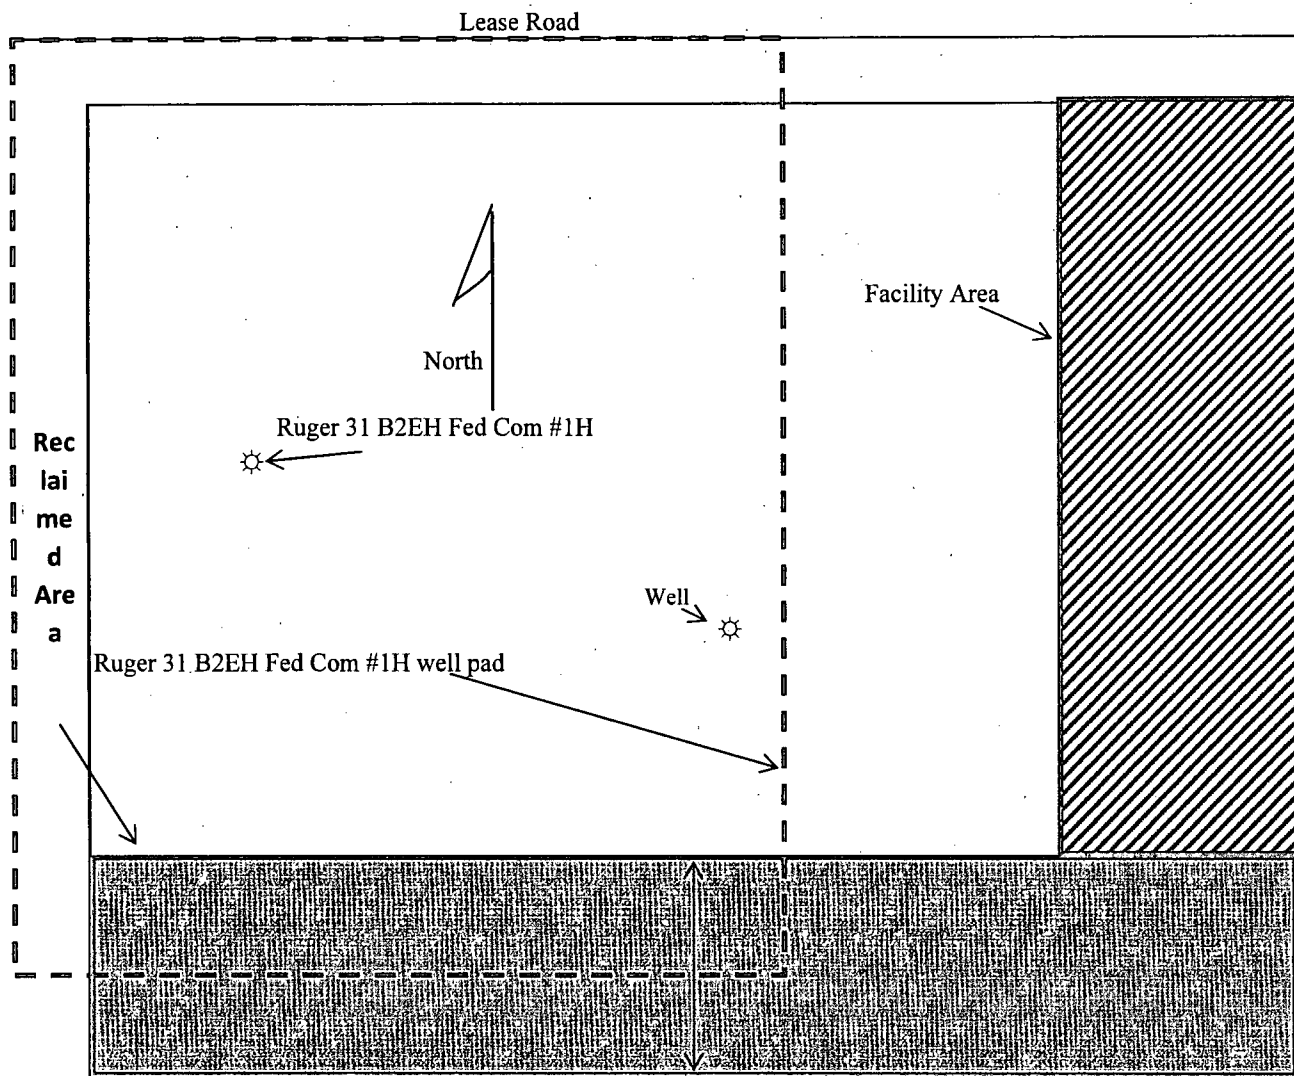 Lease Road
Facility Area
North
Ruger 31 B2EH Fed Com #1H
Rec
lai
me
d
Are
a
Well
Ruger 31 B2EH Fed Com #1H well pad